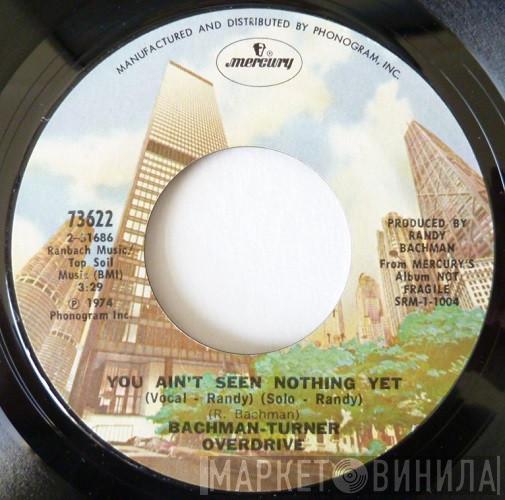 MANUFACTURED AND DISTRIBUTED BY PHONOGRAM, INC.
mercury
73622
2-51686
Ranbach Music/
Top Soil
Music (BMI)
3:29
Ⓟ 1974
Phonogram Inc.
PRODUCED BY
RANDY
BACHMAN
From MERCURY'S
Album NOT
FRAGILE
SRM-1-1004
YOU AIN'T SEEN NOTHING YET
(Vocal - Randy) (Solo - Randy)
(R. Bachman)
BACHMAN-TURNER
OVERDRIVE
МАРКЕТ ВИНИЛА